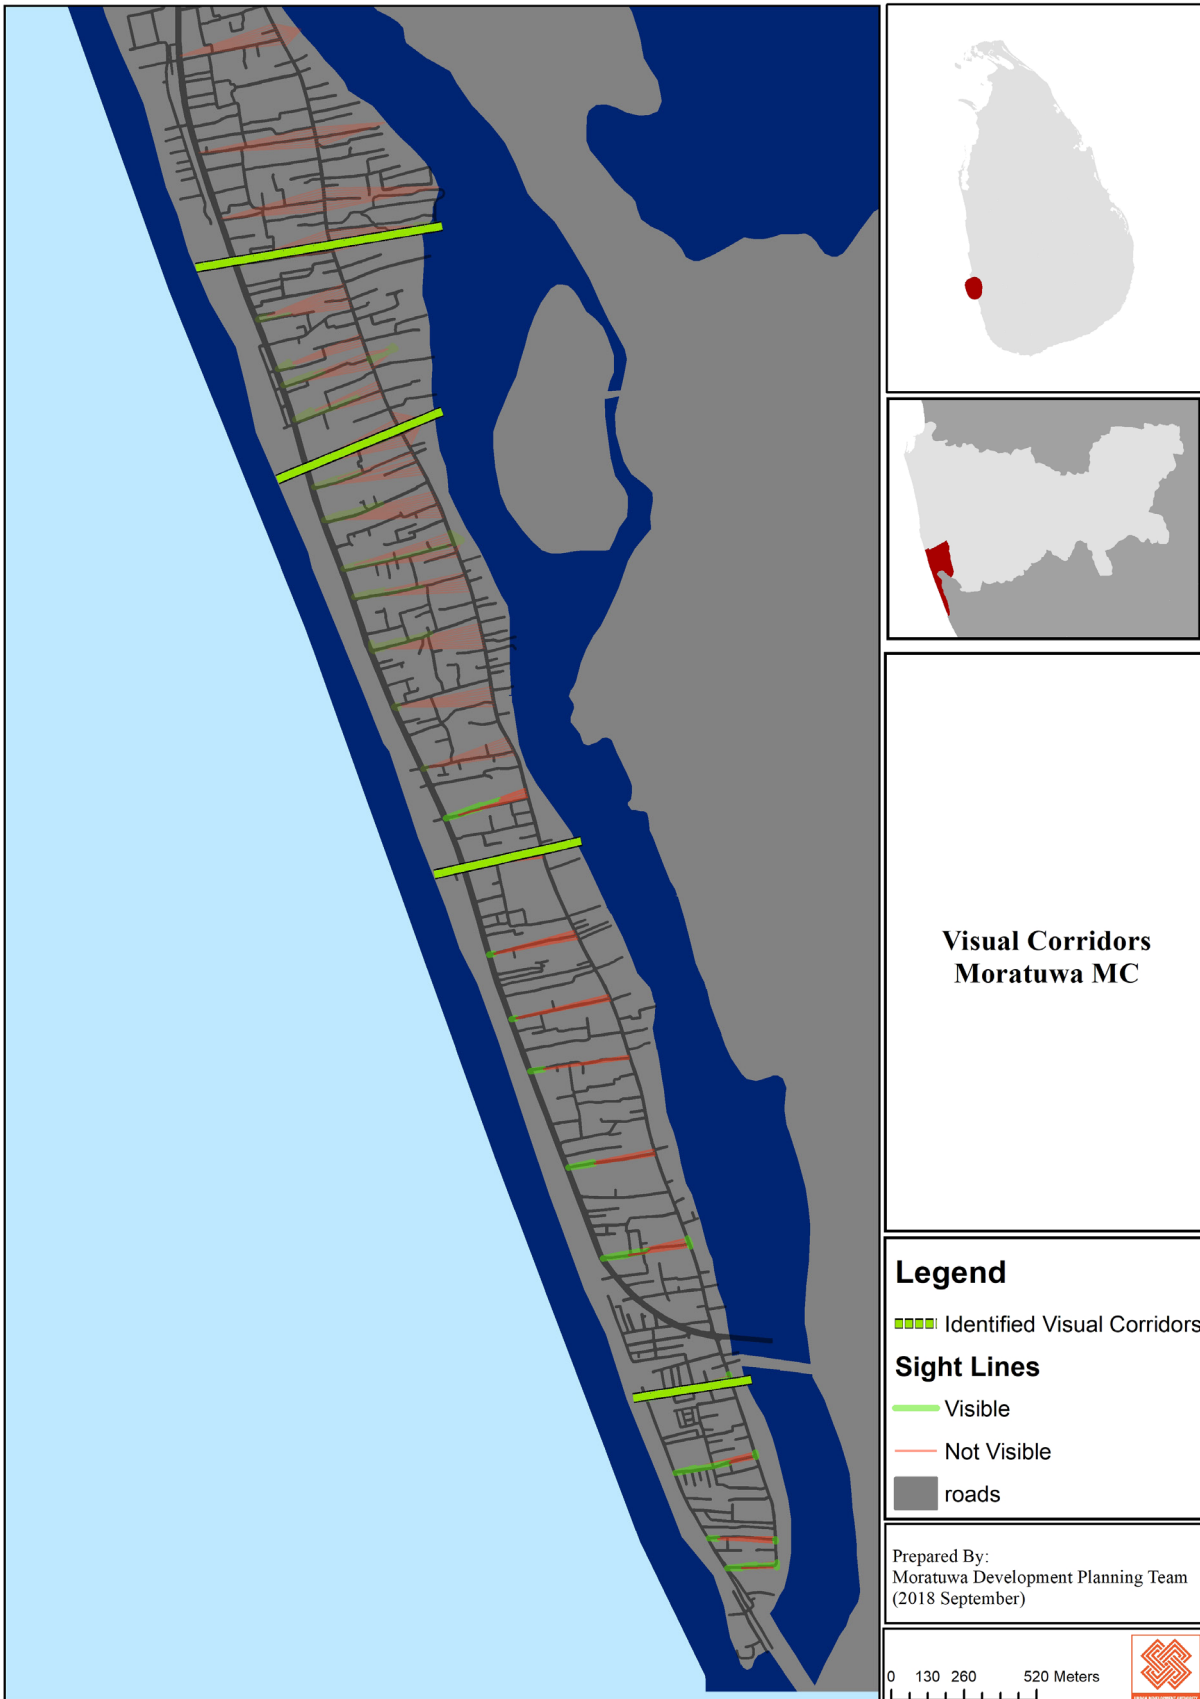 Visual Corridors
Moratuwa MC
Legend
Identified Visual Corridors
Sight Lines
Visible
Not Visible
roads
Prepared By:
Moratuwa Development Planning Team
(2018 September)
0 130 260 520 Meters